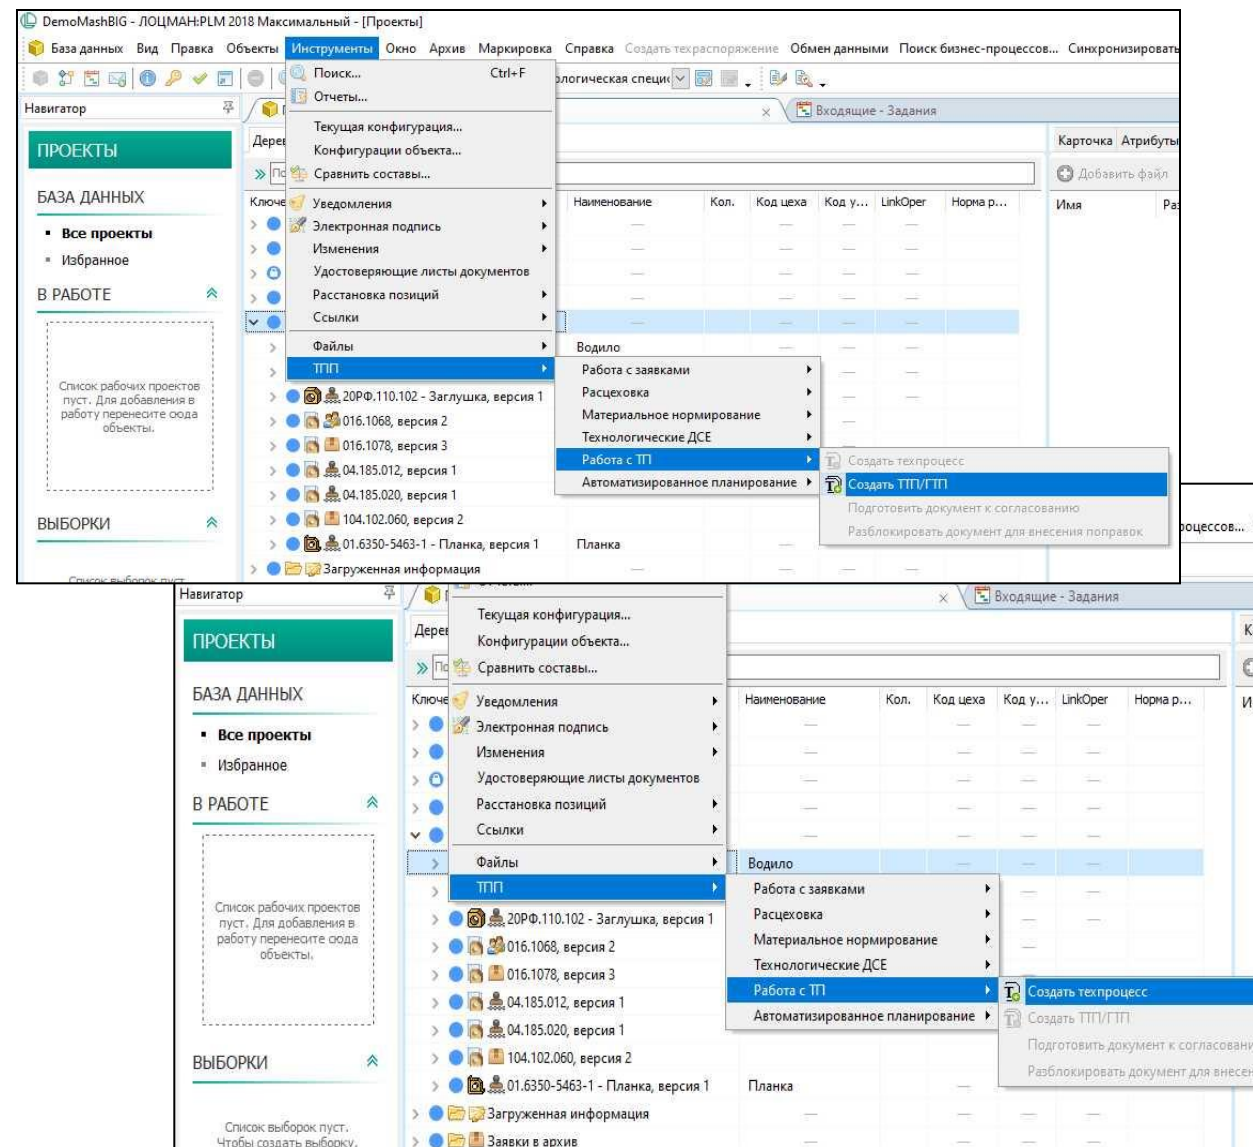 DemoMashBIG - ЛОЦМАН:PLM 2018 Максимальный - [Проекты]
База данных Вид Правка Объекты Инструменты Окно Архив Маркировка Справка Создать техраспоряжение Обмен данными Поиск бизнес-процессов... Синхронизировать
Поиск... Ctrl+F
Отчеты...
Текущая конфигурация...
Конфигурации объекта...
Сравнить составы...
Уведомления
Электронная подпись
Изменения
Удостоверяющие листы документов
Расстановка позиций
Ссылки
Файлы
ТПП
Навигатор
ПРОЕКТЫ
БАЗА ДАННЫХ
Все проекты
Избранное
В РАБОТЕ
Список рабочих проектов
пуст. Для добавления в
работу перенесите сюда
объекты.
ВЫБОРКИ
Входящие - Задания
Карточка Атрибуты
Добавить файл
Имя
Наименование Кол. Код цеха Код у... LinkOper Норма р...
Водило
20РФ.110.102 - Заглушка, версия 1
016.1068, версия 2
016.1078, версия 3
04.185.012, версия 1
04.185.020, версия 1
104.102.060, версия 2
01.6350-5463-1 - Планка, версия 1 Планка
Загруженная информация
Работа с заявками
Расцеховка
Материальное нормирование
Технологические ДСЕ
Работа с ТП
Автоматизированное планирование
Создать техпроцесс
Создать ТТП/ГТП
Подготовить документ к согласованию
Разблокировать документ для внесения поправок
Навигатор
ПРОЕКТЫ
БАЗА ДАННЫХ
Все проекты
Избранное
В РАБОТЕ
Список рабочих проектов
пуст. Для добавления в
работу перенесите сюда
объекты.
ВЫБОРКИ
Список выборок пуст.
Чтобы создать выборку,
Входящие - Задания
Текущая конфигурация...
Конфигурации объекта...
Сравнить составы...
Уведомления
Электронная подпись
Изменения
Удостоверяющие листы документов
Расстановка позиций
Ссылки
Файлы
ТПП
Наименование Кол. Код цеха Код у... LinkOper Норма р...
Водило
20РФ.110.102 - Заглушка, версия 1
016.1068, версия 2
016.1078, версия 3
04.185.012, версия 1
04.185.020, версия 1
104.102.060, версия 2
01.6350-5463-1 - Планка, версия 1 Планка
Загруженная информация
Заявки в архив
Работа с заявками
Расцеховка
Материальное нормирование
Технологические ДСЕ
Работа с ТП
Автоматизированное планирование
Создать техпроцесс
Создать ТТП/ГТП
Подготовить документ к согласовани
Разблокировать документ для внесен